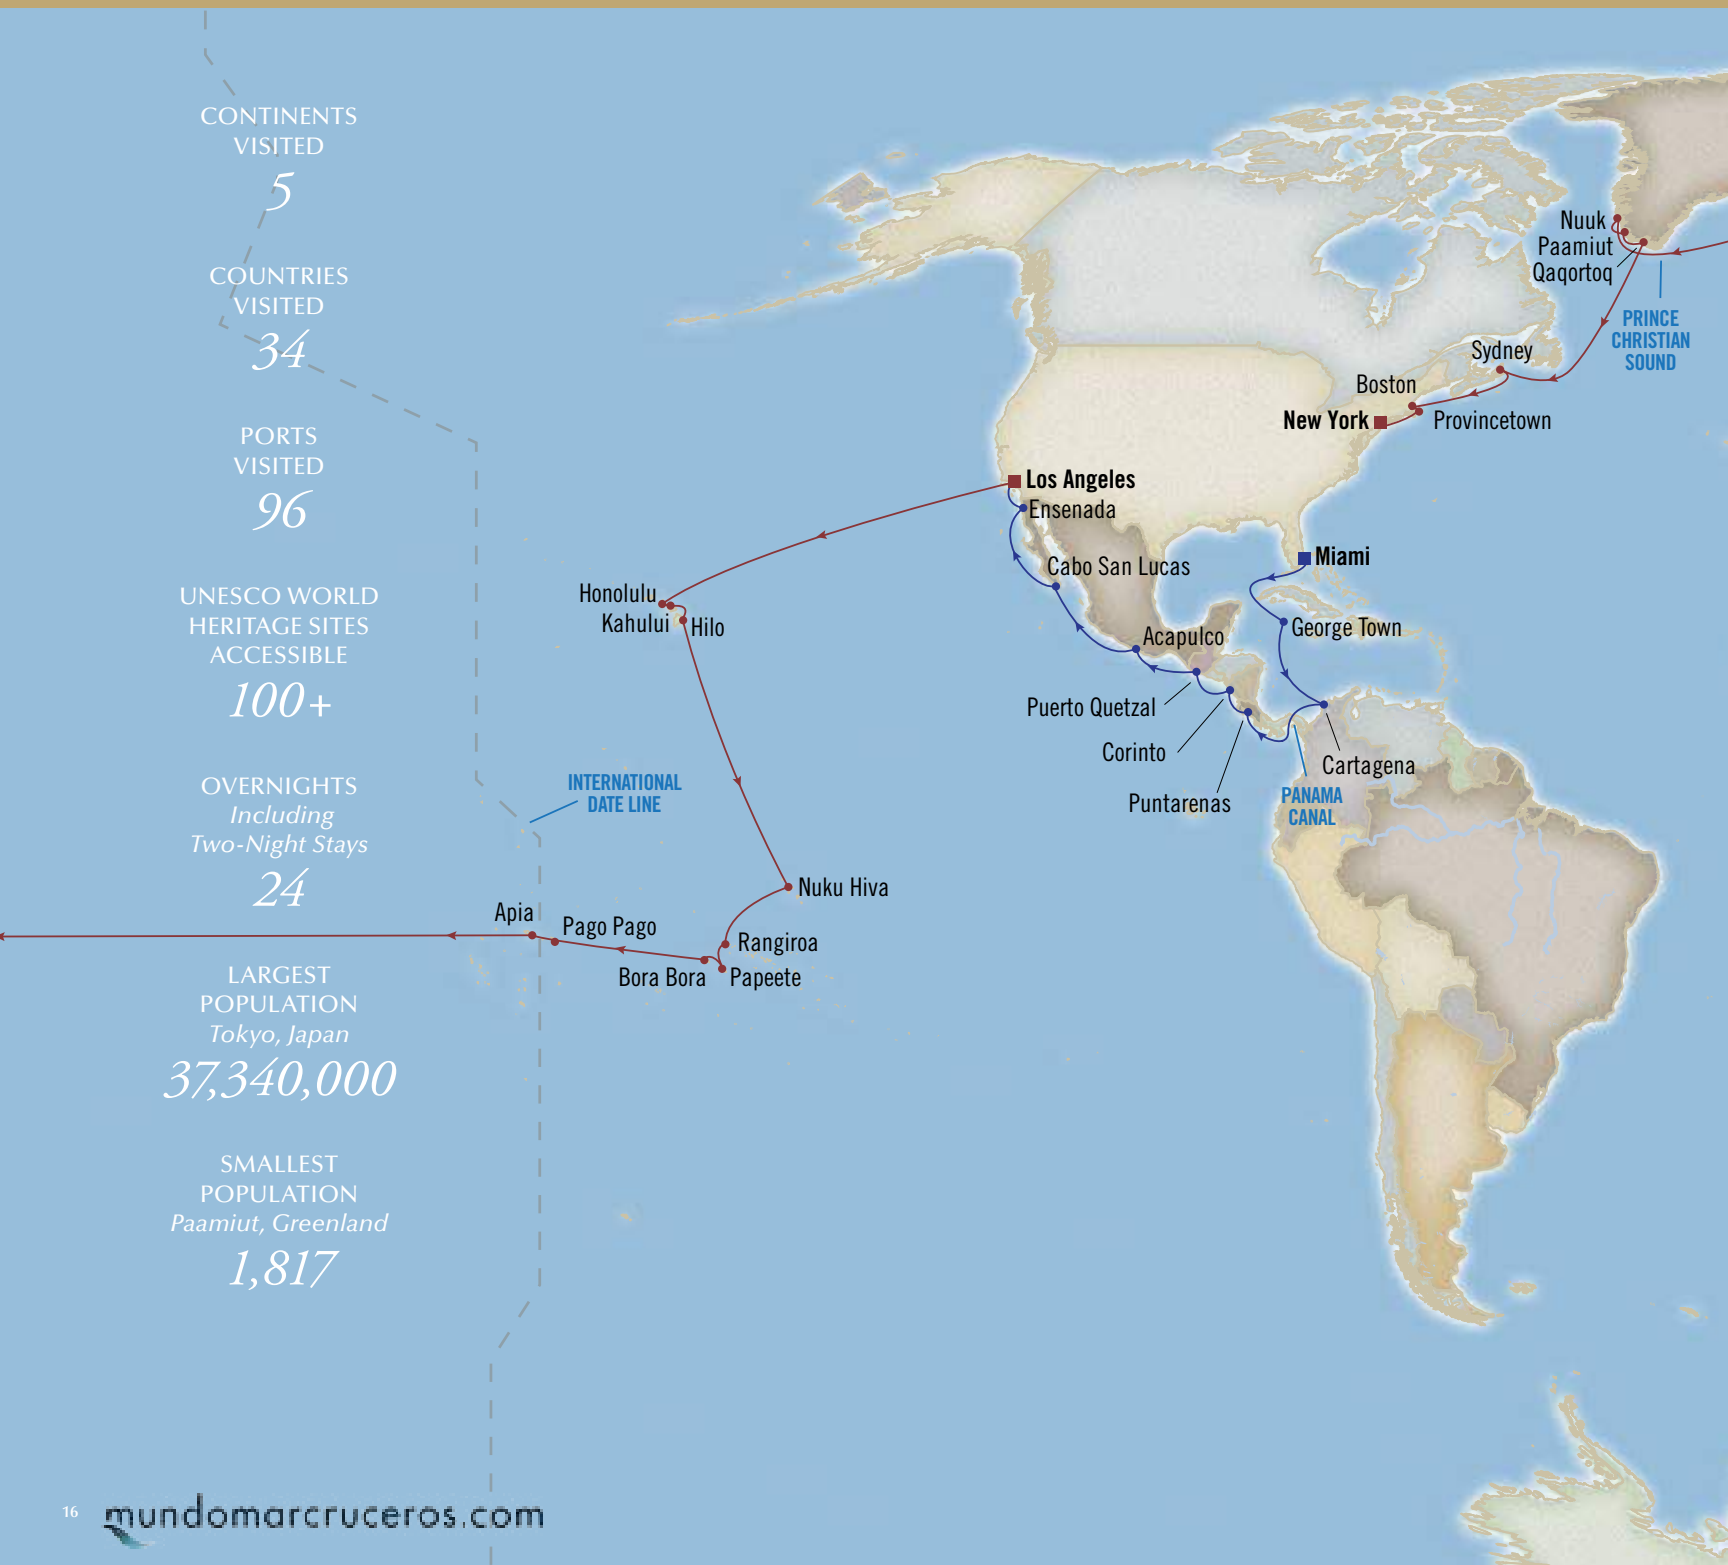 CONTINENTS
VISITED
5
COUNTRIES
VISITED
34
PORTS
VISITED
96
UNESCO WORLD
HERITAGE SITES
ACCESSIBLE
100+
OVERNIGHTS
Including
Two-Night Stays
24
LARGEST
POPULATION
Tokyo, Japan
37,340,000
SMALLEST
POPULATION
Paamiut, Greenland
1,817
Nuuk
Paamiut
Qaqortoq
PRINCE
CHRISTIAN
SOUND
Sydney
Boston
New York
Provincetown
Los Angeles
Ensenada
Miami
Cabo San Lucas
Honolulu
Kahului
Hilo
George Town
Acapulco
Puerto Quetzal
Corinto
Cartagena
Puntarenas
PANAMA
CANAL
INTERNATIONAL
DATE LINE
Nuku Hiva
Apia
Pago Pago
Rangiroa
Bora Bora
Papeete
16
mundomarcruceros.com